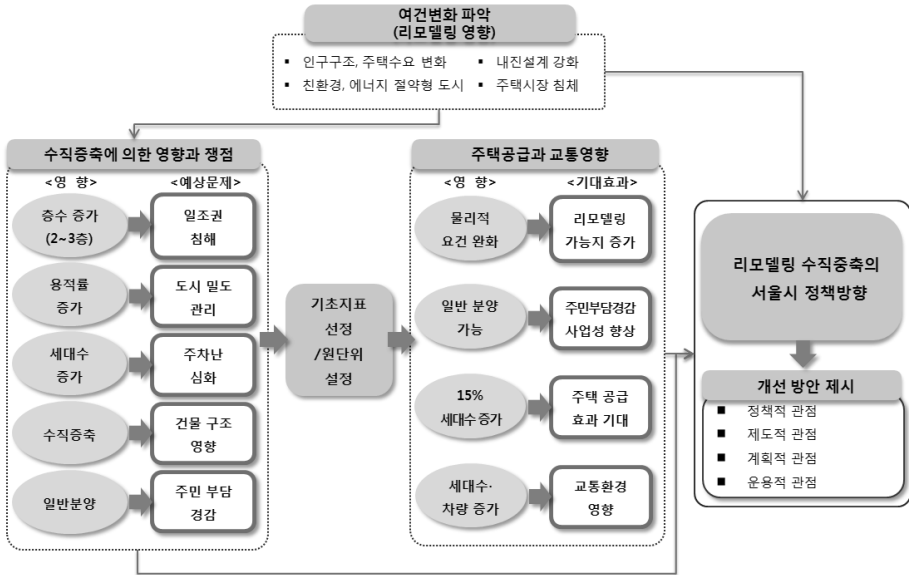 여건변화 파악
(리모델링 영향)
▪ 인구구조, 주택수요 변화
▪ 내진설계 강화
▪ 친환경, 에너지 절약형 도시
▪ 주택시장 침체
수직증축에 의한 영향과 쟁점
<영 향>
<예상문제>
층수 증가
(2~3층)
일조권
침해
용적률
증가
도시 밀도
관리
세대수
증가
주차난
심화
수직증축
건물 구조
영향
일반분양
주민 부담
경감
기초지표
선정
/원단위
설정
주택공급과 교통영향
<영 향>
<기대효과>
물리적
요건 완화
리모델링
가능지 증가
일반 분양
가능
주민부담경감
사업성 향상
15%
세대수 증가
주택 공급
효과 기대
세대수·
차량 증가
교통환경
영향
리모델링 수직증축의
서울시 정책방향
개선 방안 제시
▪ 정책적 관점
▪ 제도적 관점
▪ 계획적 관점
▪ 운용적 관점